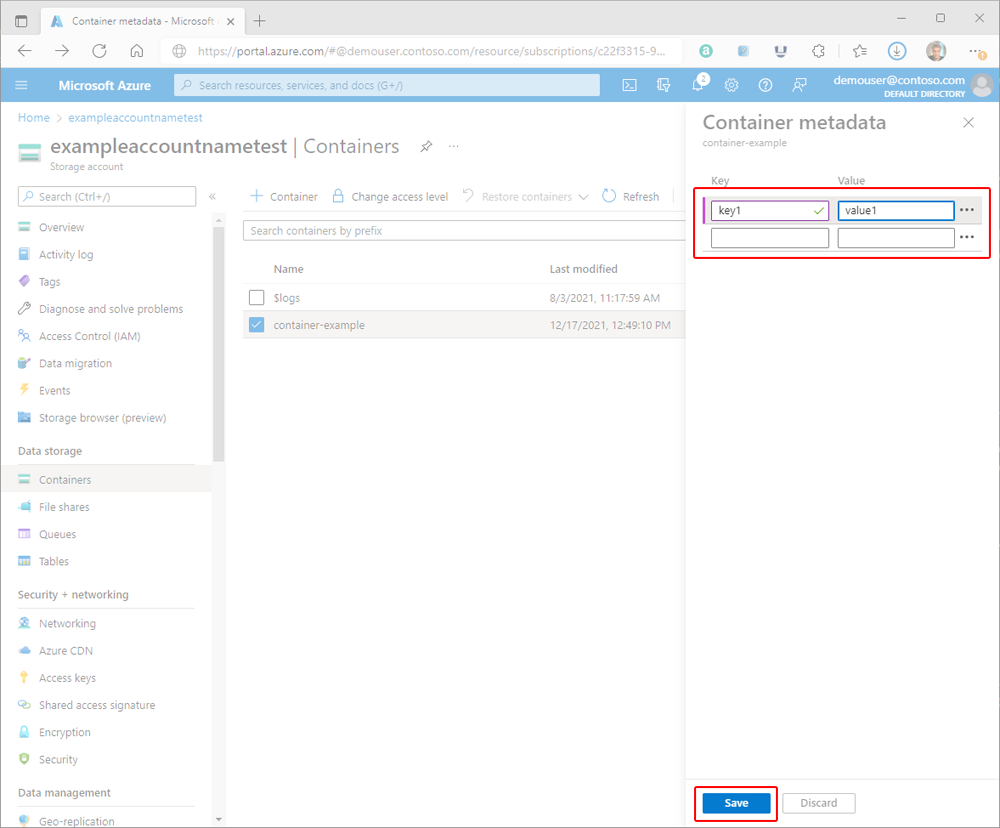 Container metadata - Microsoft
https://portal.azure.com/#@demouser.contoso.com/resource/subscriptions/c22f3315-9...
Microsoft Azure
Search resources, services, and docs (G+/)
2
demouser@contoso.com
DEFAULT DIRECTORY
Home > exampleaccountnametest
exampleaccountnametest | Containers
Storage account
Search (Ctrl+/)
Overview
Activity log
Tags
Diagnose and solve problems
Access Control (IAM)
Data migration
Events
Storage browser (preview)
Data storage
Containers
File shares
Queues
Tables
Security + networking
Networking
Azure CDN
Access keys
Shared access signature
Encryption
Security
Data management
Geo-replication
Container
Change access level
Restore containers
Refresh
Search containers by prefix
Name Last modified
$logs 8/3/2021, 11:17:59 AM
container-example 12/17/2021, 12:49:10 PM
Container metadata
container-example
Key Value
key1 value1
Save Discard